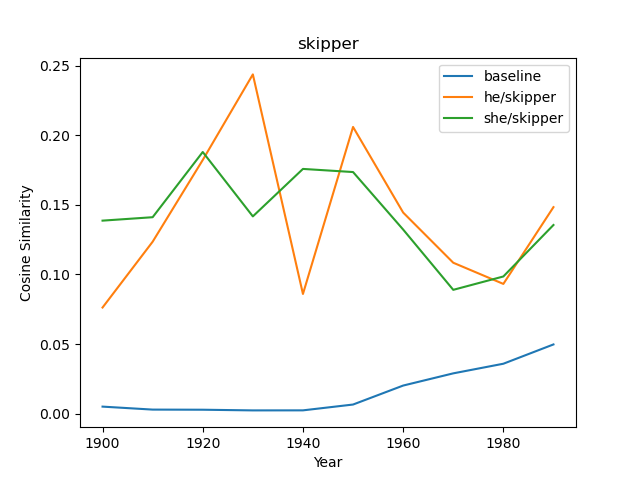 skipper
0.25
0.20
0.15
0.10
0.05
0.00
Cosine Similarity
baseline
he/skipper
she/skipper
1900 1920 1940 1960 1980
Year